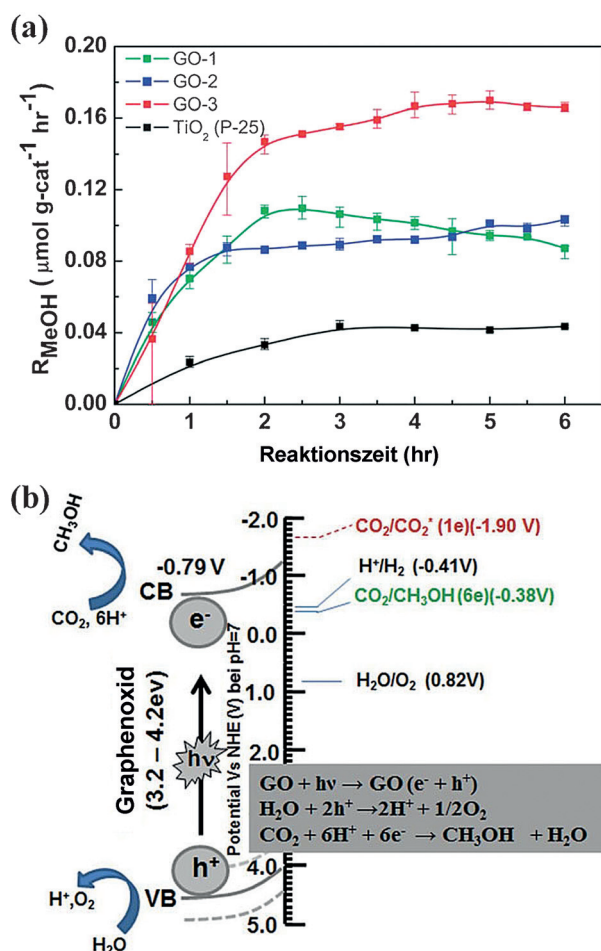 (a)
0.20
0.16
0.12
0.08
0.04
0.00
R_MeOH ( μmol g-cat⁻¹ hr⁻¹)
GO-1
GO-2
GO-3
TiO₂ (P-25)
0 1 2 3 4 5 6
Reaktionszeit (hr)
(b)
CH₃OH
CO₂, 6H⁺
-0.79 V
CB
e⁻
Graphenoxid
(3.2 – 4.2ev)
hν
h⁺
VB
H⁺,O₂
H₂O
Potential Vs NHE (V) bei pH=7
-2.0
-1.0
0.0
1.0
2.0
4.0
5.0
CO₂/CO₂* (1e)(-1.90 V)
H⁺/H₂ (-0.41V)
CO₂/CH₃OH (6e)(-0.38V)
H₂O/O₂ (0.82V)
GO + hν → GO (e⁻ + h⁺)
H₂O + 2h⁺ →2H⁺ + 1/2O₂
CO₂ + 6H⁺ + 6e⁻ → CH₃OH + H₂O